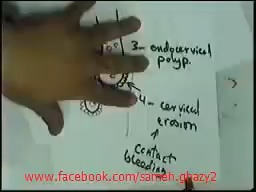 3- endocervical
polyp.
4- cervical
erosion
contact
bleeding
www.facebook.com/sameh.ghazy2